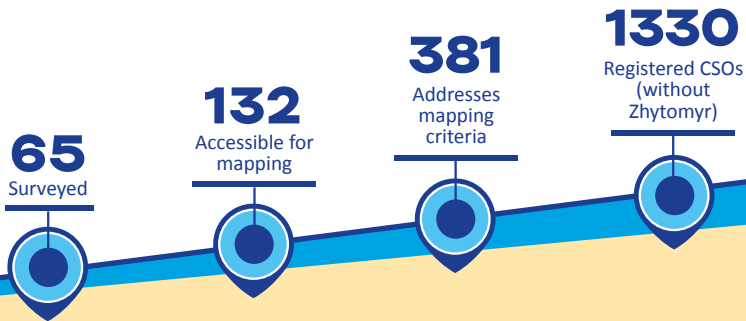 65
Surveyed
132
Accessible for
mapping
381
Addresses
mapping
criteria
1330
Registered CSOs
(without
Zhytomyr)